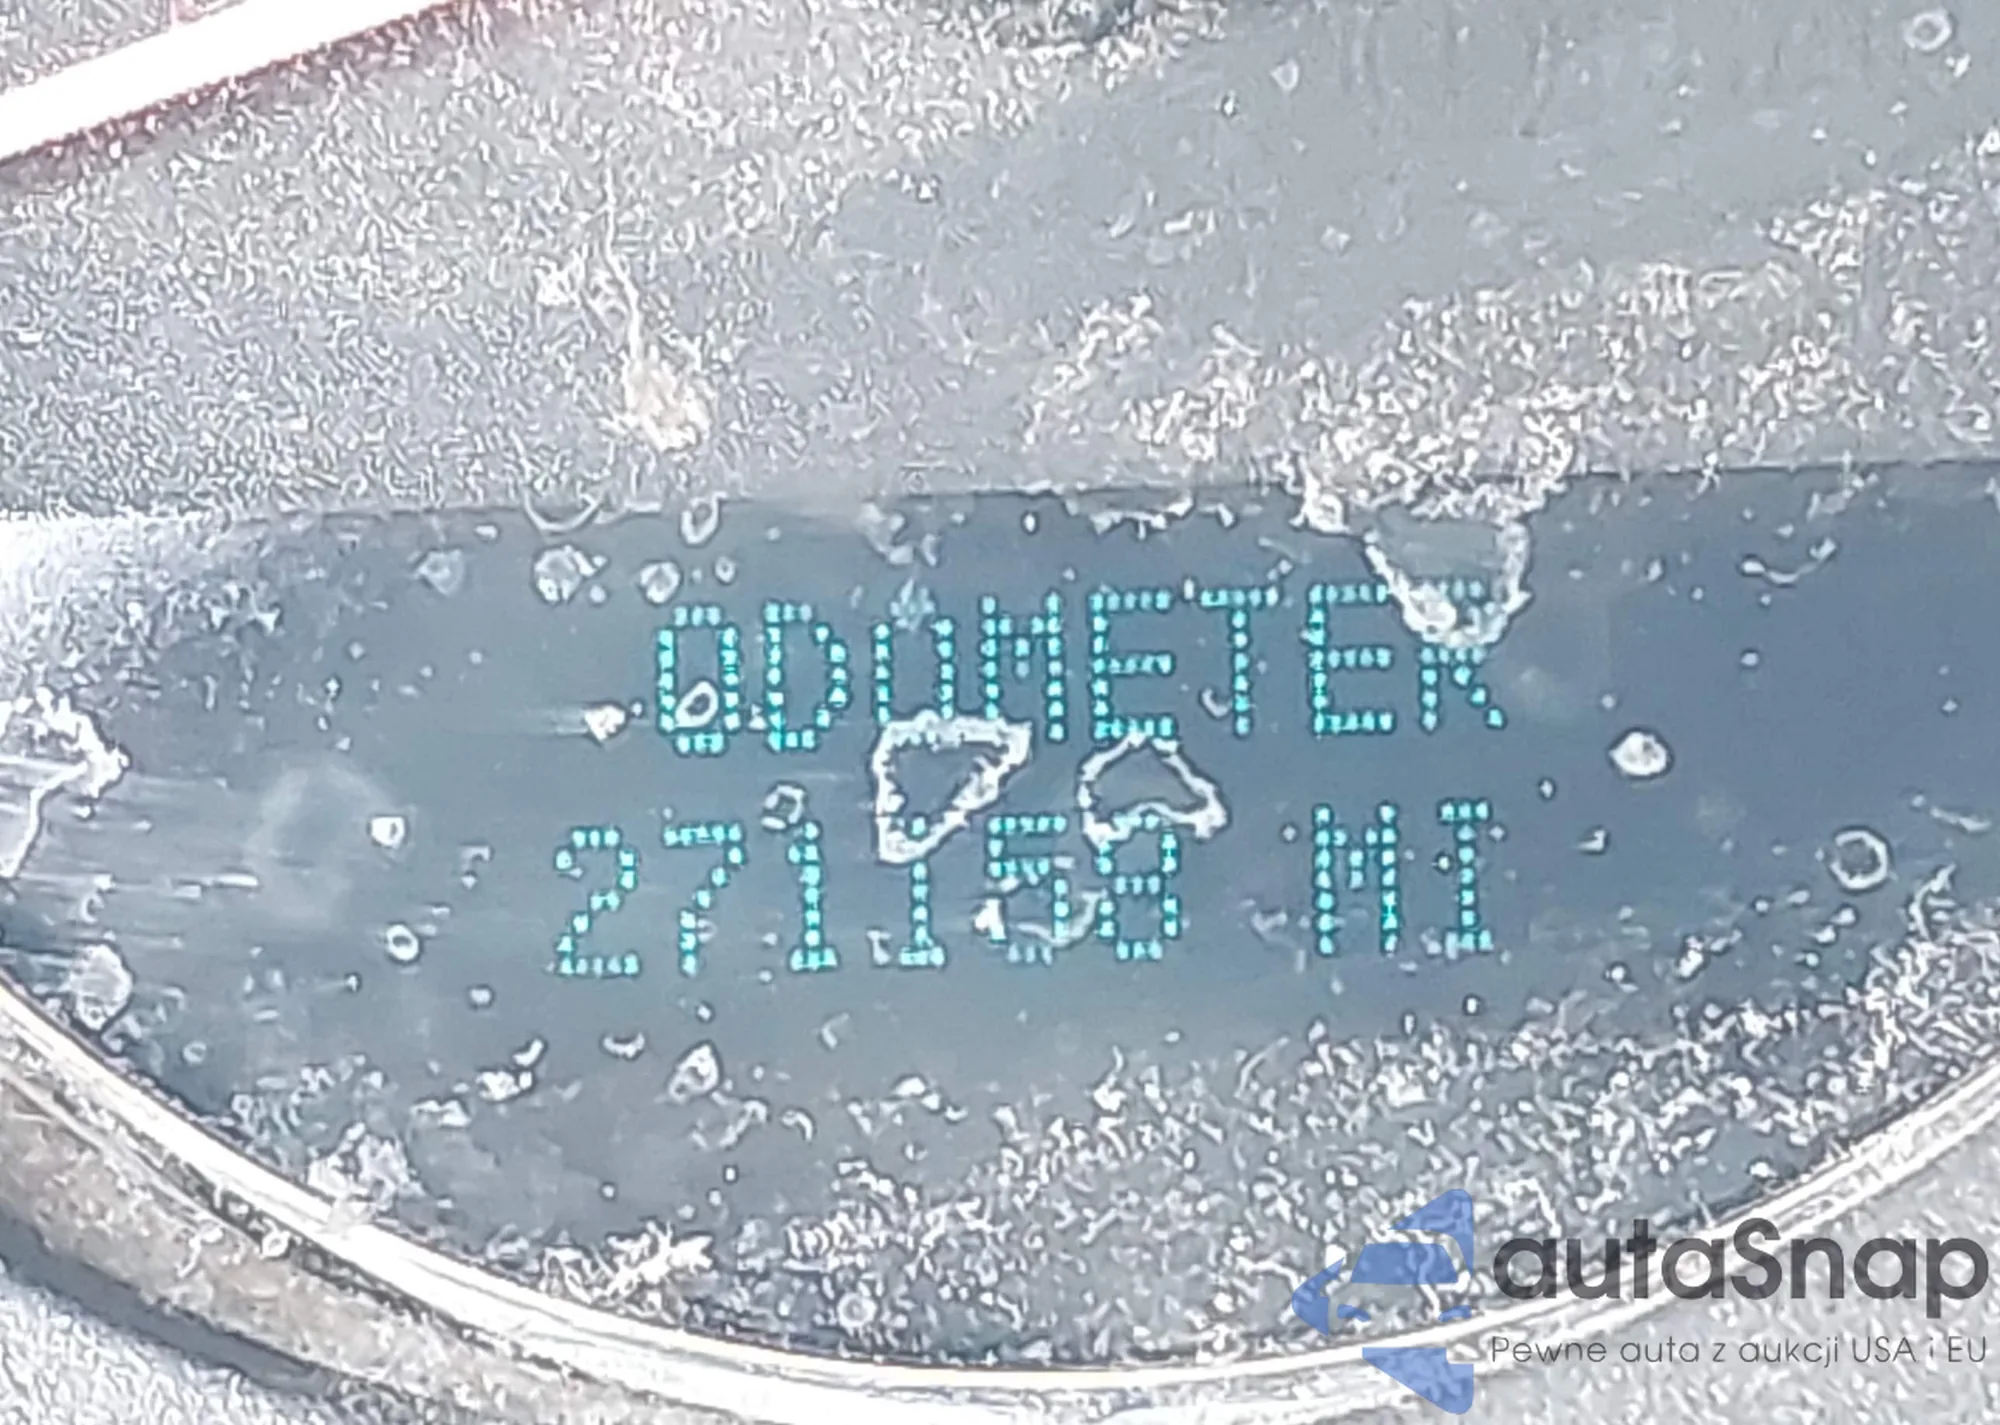 ODOMETER
271158 MI
autaSnap
Pewne auta z aukcji USA i EU